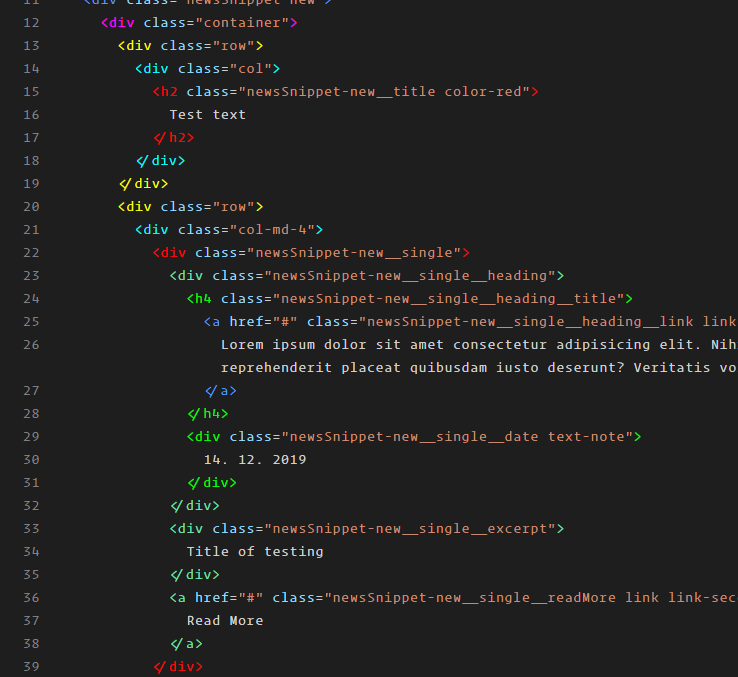 11 <div class="newsSnippet-new">
12 <div class="container">
13 <div class="row">
14 <div class="col">
15 <h2 class="newsSnippet-new__title color-red">
16 Test text
17 </h2>
18 </div>
19 </div>
20 <div class="row">
21 <div class="col-md-4">
22 <div class="newsSnippet-new__single">
23 <div class="newsSnippet-new__single__heading">
24 <h4 class="newsSnippet-new__single__heading__title">
25 <a href="#" class="newsSnippet-new__single__heading__link link
26 Lorem ipsum dolor sit amet consectetur adipisicing elit. Nih
reprehenderit placeat quibusdam iusto deserunt? Veritatis vo
27 </a>
28 </h4>
29 <div class="newsSnippet-new__single__date text-note">
30 14. 12. 2019
31 </div>
32 </div>
33 <div class="newsSnippet-new__single__excerpt">
34 Title of testing
35 </div>
36 <a href="#" class="newsSnippet-new__single__readMore link link-sec
37 Read More
38 </a>
39 </div>